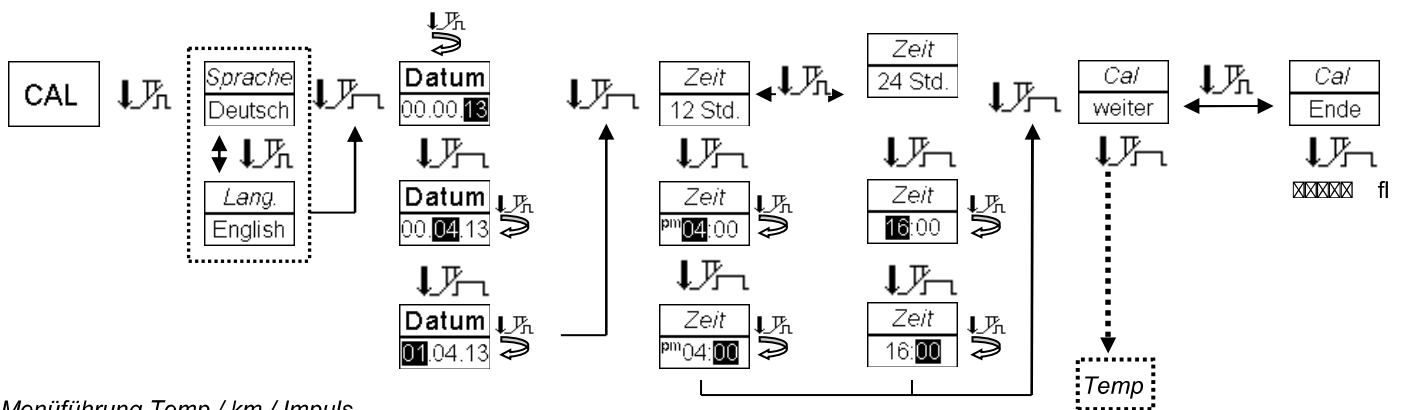 CAL
Sprache
Deutsch
Lang.
English
Datum
00.00.13
Datum
00.04.13
Datum
01.04.13
Zeit
12 Std.
Zeit
pm04:00
Zeit
pm04:00
Zeit
24 Std.
Zeit
16:00
Zeit
16:00
Cal
weiter
Temp
Cal
Ende
fl
Menüführung Temp / km / Impuls